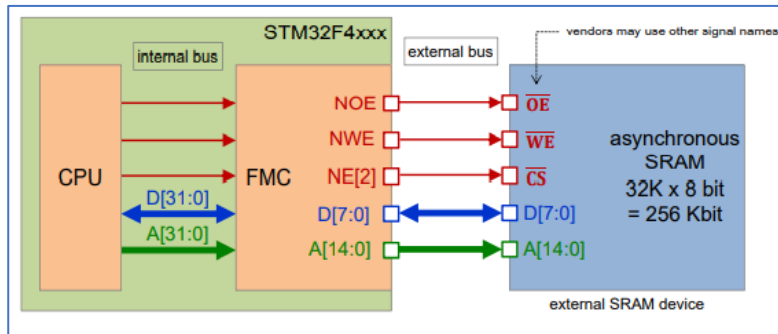 STM32F4xxx
vendors may use other signal names
internal bus
external bus
CPU
FMC
NOE
NWE
NE[2]
D[7:0]
A[14:0]
D[31:0]
A[31:0]
OE
WE
CS
D[7:0]
A[14:0]
asynchronous
SRAM
32K x 8 bit
= 256 Kbit
external SRAM device